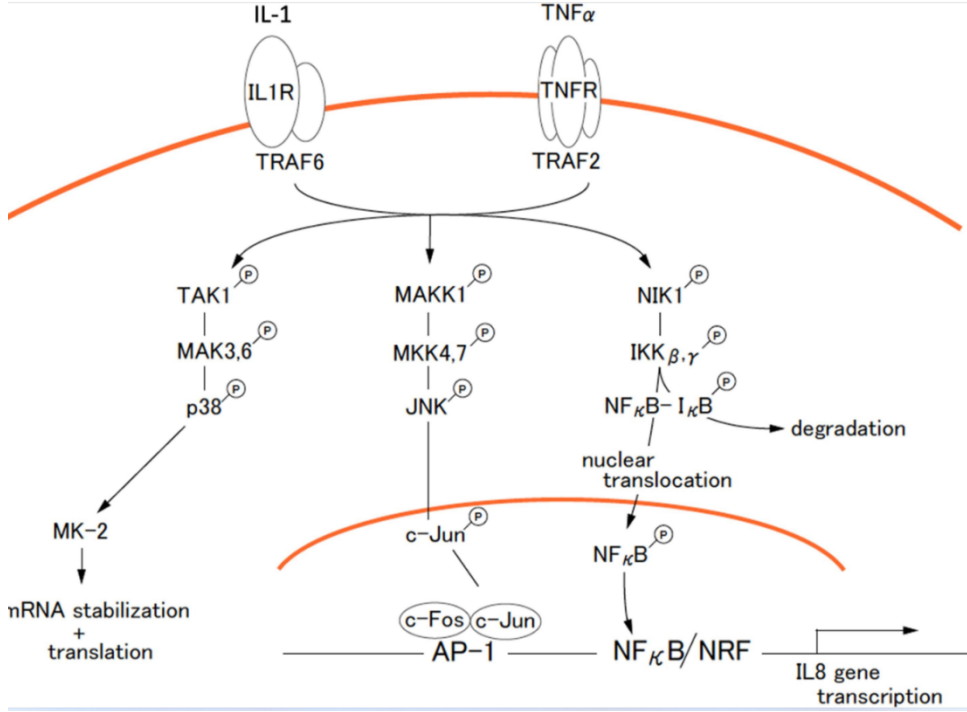 IL-1
TNFα
IL1R
TNFR
TRAF6
TRAF2
TAK1 P
MAKK1 P
NIK1 P
MAK3,6 P
MKK4,7 P
IKKβ,γ P
p38 P
JNK P
NFκB-IκB P
degradation
nuclear
translocation
MK-2
c-Jun P
NFκB P
mRNA stabilization
+
translation
c-Fos c-Jun
AP-1
NFκB/NRF
IL8 gene
transcription